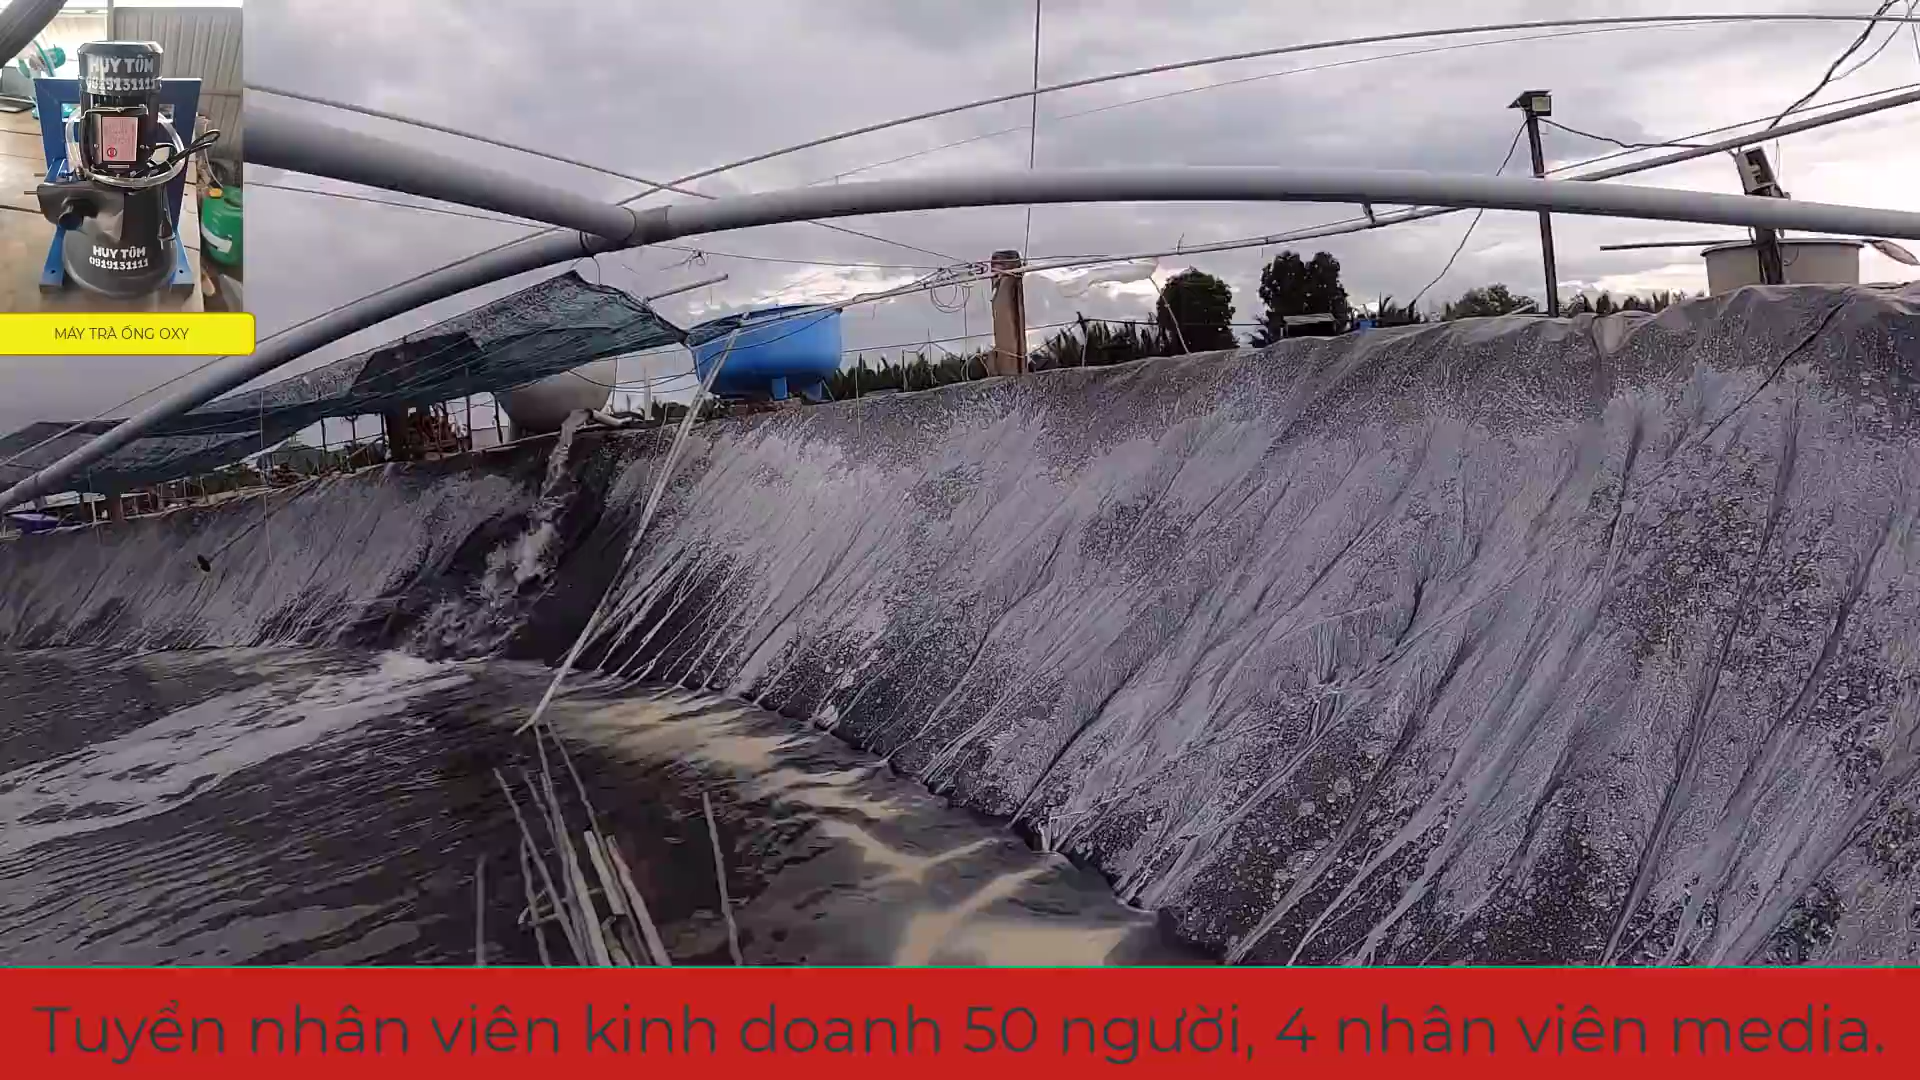 HUY TÔM
0919131111
HUY TÔM
0919131111
MÁY TRÀ ỐNG OXY
Tuyển nhân viên kinh doanh 50 người, 4 nhân viên media.